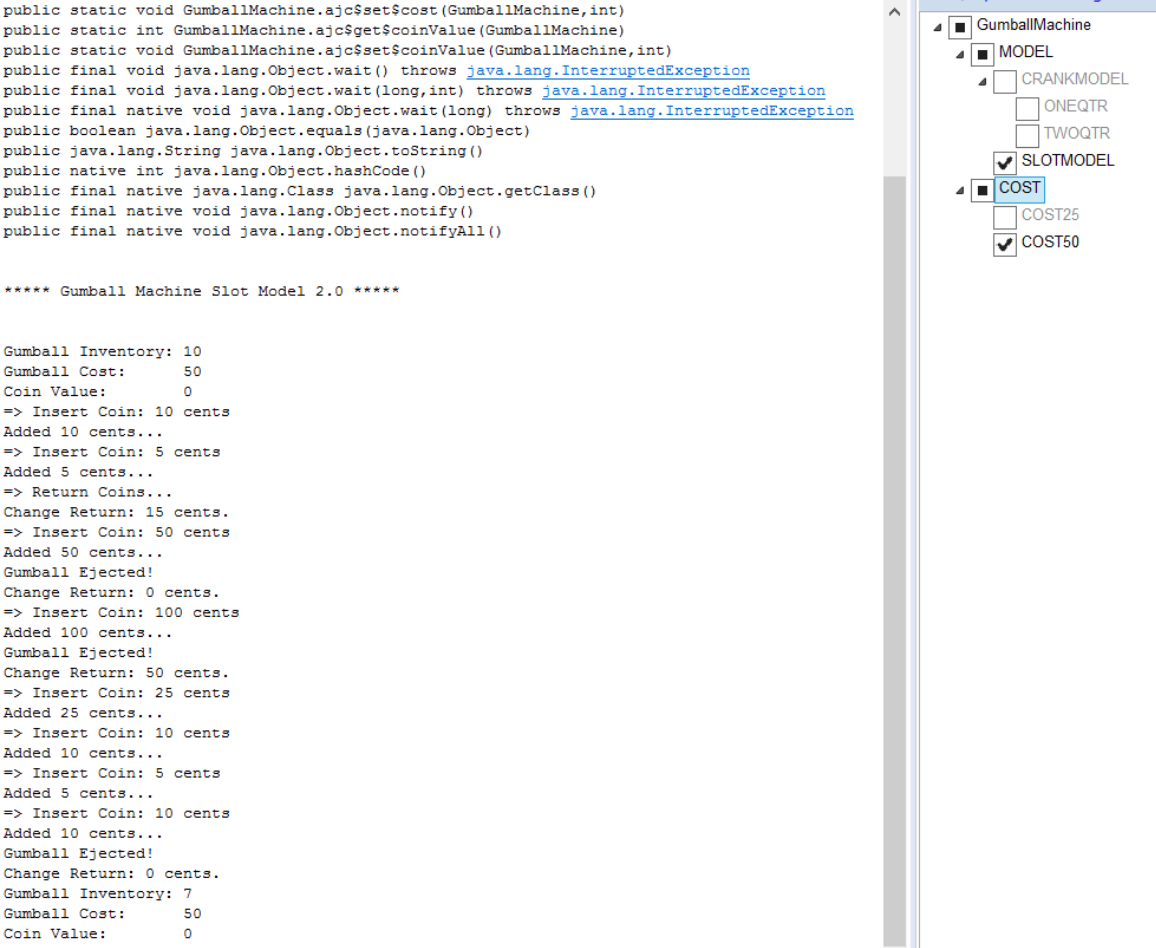 public static void GumballMachine.ajc$set$cost(GumballMachine,int)
public static int GumballMachine.ajc$get$coinValue(GumballMachine)
public static void GumballMachine.ajc$set$coinValue(GumballMachine,int)
public final void java.lang.Object.wait() throws java.lang.InterruptedException
public final void java.lang.Object.wait(long,int) throws java.lang.InterruptedException
public final native void java.lang.Object.wait(long) throws java.lang.InterruptedException
public boolean java.lang.Object.equals(java.lang.Object)
public java.lang.String java.lang.Object.toString()
public native int java.lang.Object.hashCode()
public final native java.lang.Class java.lang.Object.getClass()
public final native void java.lang.Object.notify()
public final native void java.lang.Object.notifyAll()
***** Gumball Machine Slot Model 2.0 *****
Gumball Inventory: 10
Gumball Cost: 50
Coin Value: 0
=> Insert Coin: 10 cents
Added 10 cents...
=> Insert Coin: 5 cents
Added 5 cents...
=> Return Coins...
Change Return: 15 cents.
=> Insert Coin: 50 cents
Added 50 cents...
Gumball Ejected!
Change Return: 0 cents.
=> Insert Coin: 100 cents
Added 100 cents...
Gumball Ejected!
Change Return: 50 cents.
=> Insert Coin: 25 cents
Added 25 cents...
=> Insert Coin: 10 cents
Added 10 cents...
=> Insert Coin: 5 cents
Added 5 cents...
=> Insert Coin: 10 cents
Added 10 cents...
Gumball Ejected!
Change Return: 0 cents.
Gumball Inventory: 7
Gumball Cost: 50
Coin Value: 0
GumballMachine
MODEL
CRANKMODEL
ONEQTR
TWOQTR
SLOTMODEL
COST
COST25
COST50